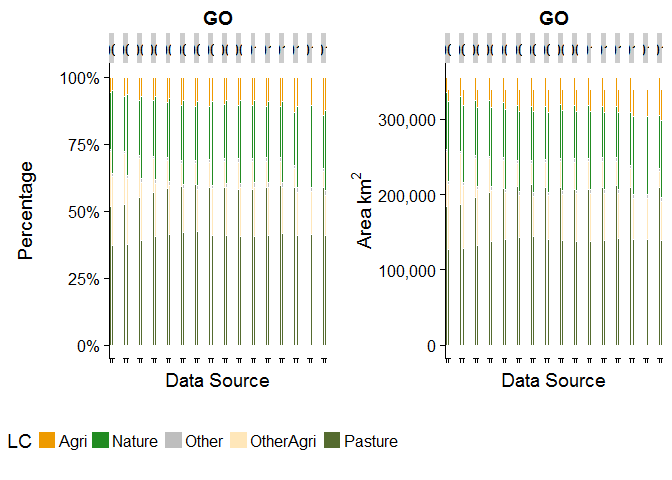 GO
100%
75%
50%
25%
0%
Percentage
Data Source
GO
300,000
200,000
100,000
0
Area km²
Data Source
LC Agri Nature Other OtherAgri Pasture